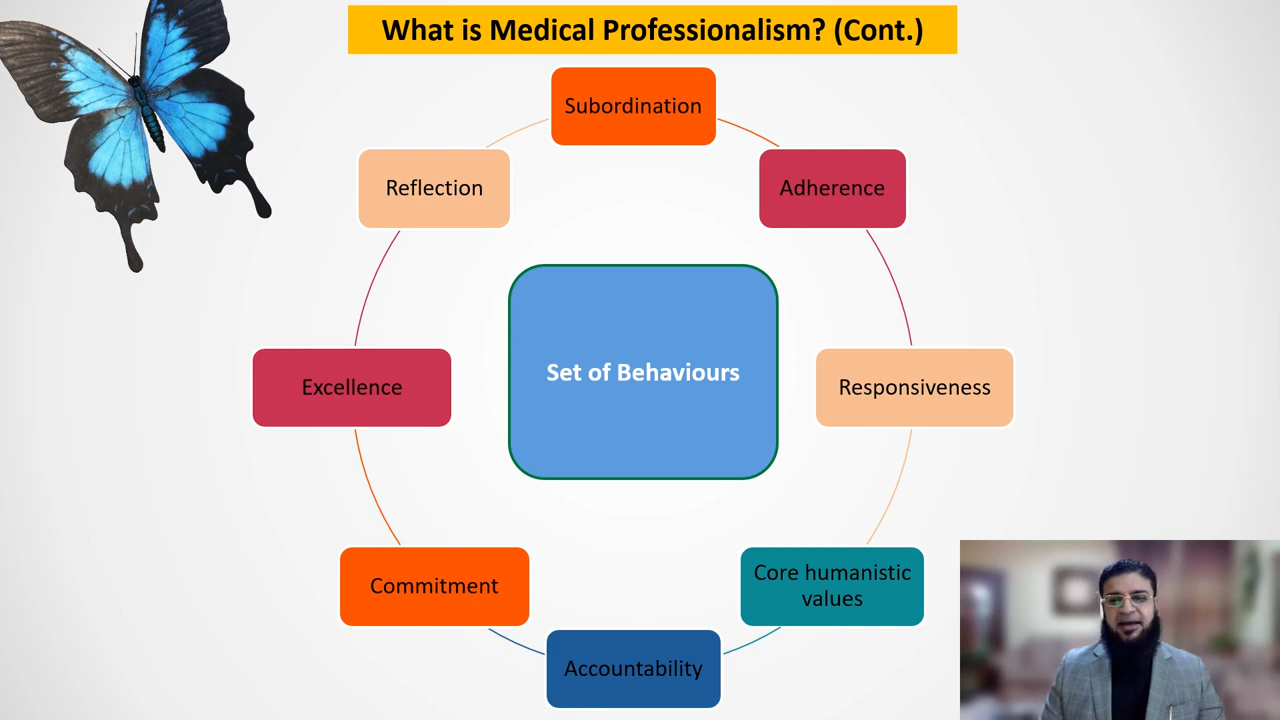 What is Medical Professionalism? (Cont.)
Subordination
Adherence
Responsiveness
Core humanistic
values
Accountability
Commitment
Excellence
Reflection
Set of Behaviours